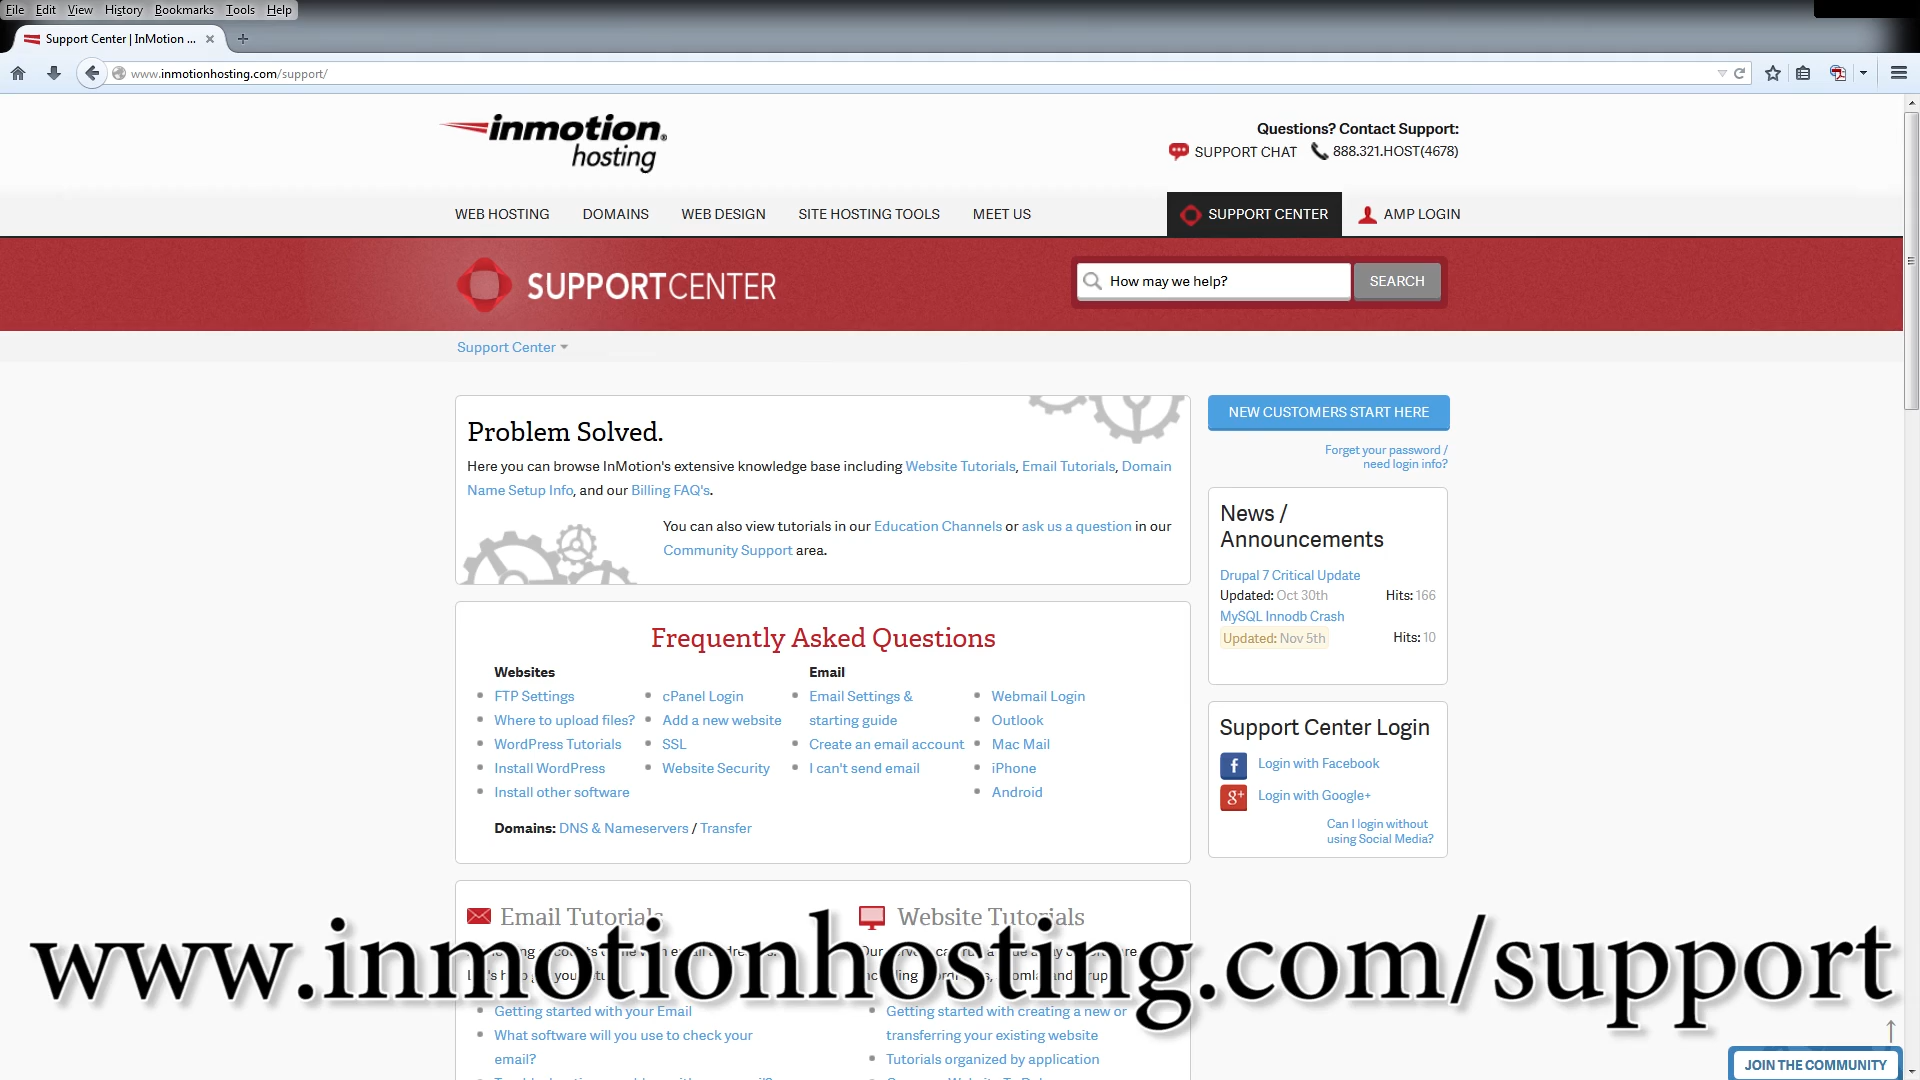 File Edit View History Bookmarks Tools Help
Support Center | InMotion ...
www.inmotionhosting.com/support/
inmotion® hosting
Questions? Contact Support:
SUPPORT CHAT 888.321.HOST(4678)
WEB HOSTING DOMAINS WEB DESIGN SITE HOSTING TOOLS MEET US SUPPORT CENTER AMP LOGIN
SUPPORTCENTER
How may we help? SEARCH
Support Center
Problem Solved.
Here you can browse InMotion's extensive knowledge base including Website Tutorials, Email Tutorials, Domain
Name Setup Info, and our Billing FAQ's.
You can also view tutorials in our Education Channels or ask us a question in our
Community Support area.
NEW CUSTOMERS START HERE
Forget your password /
need login info?
News /
Announcements
Drupal 7 Critical Update
Updated: Oct 30th Hits: 166
MySQL Innodb Crash
Updated: Nov 5th Hits: 10
Frequently Asked Questions
Websites
FTP Settings
Where to upload files?
WordPress Tutorials
Install WordPress
Install other software
cPanel Login
Add a new website
SSL
Website Security
Email
Email Settings &
starting guide
Create an email account
I can't send email
Webmail Login
Outlook
Mac Mail
iPhone
Android
Domains: DNS & Nameservers / Transfer
Support Center Login
Login with Facebook
Login with Google+
Can I login without
using Social Media?
Email Tutorials
Website Tutorials
www.inmotionhosting.com/support
Getting started with your Email
What software will you use to check your
email?
Getting started with creating a new or
transferring your existing website
Tutorials organized by application
JOIN THE COMMUNITY